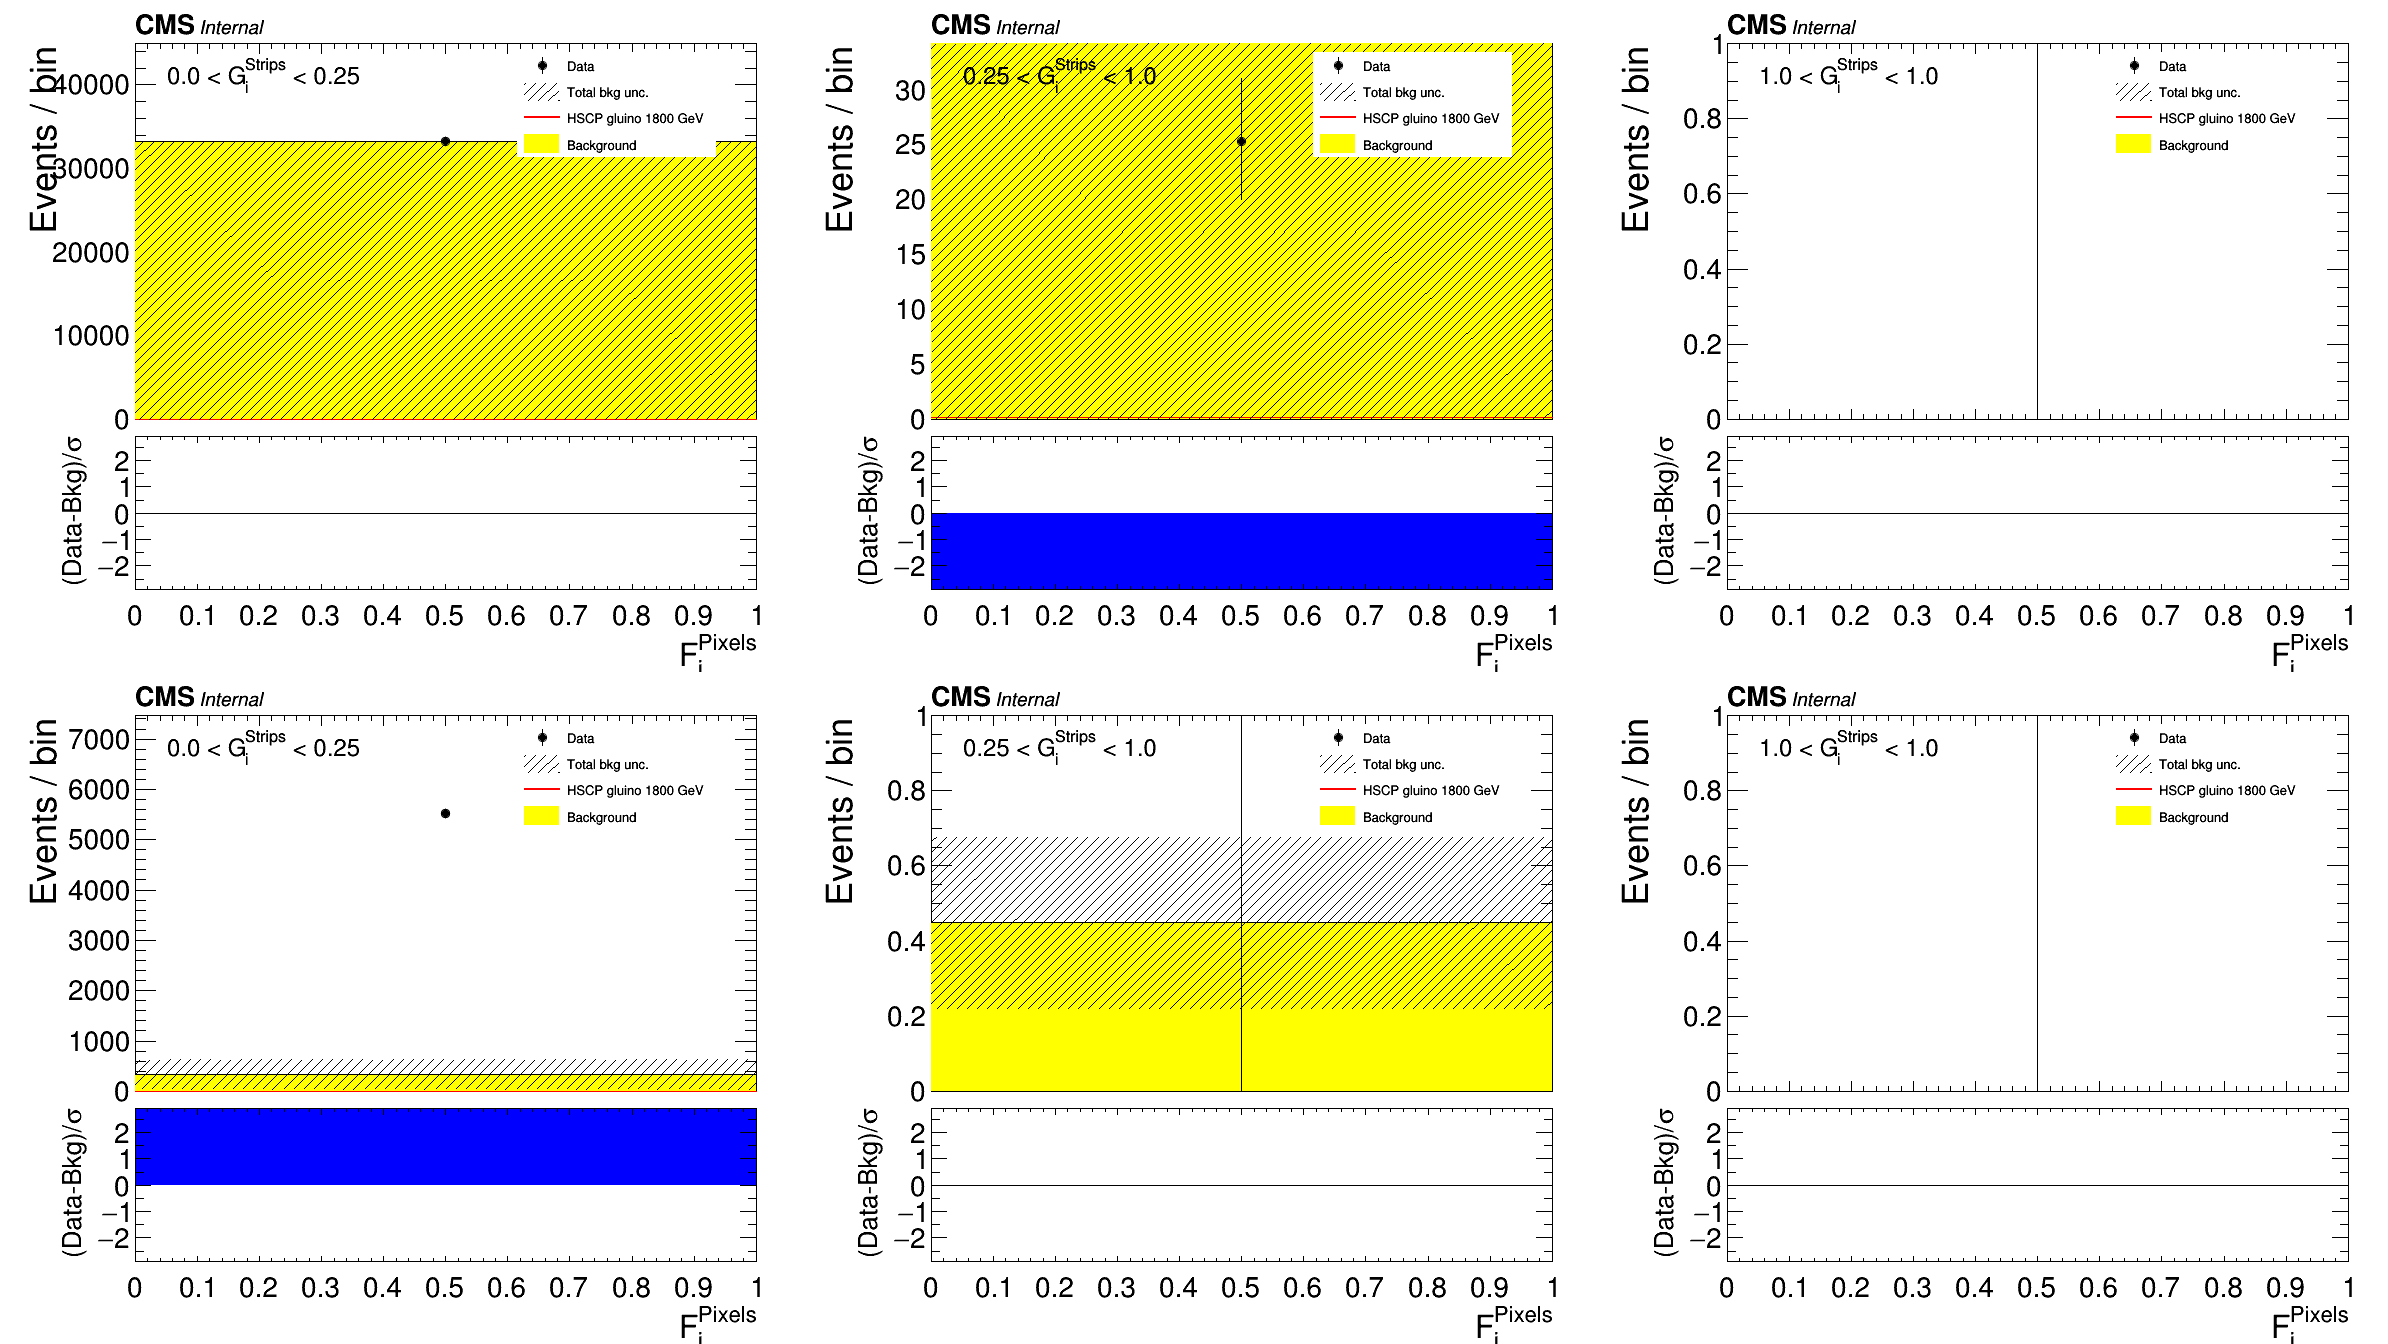 CMS Internal
Events / bin
0.0 < G_i^Strips < 0.25
Data
Total bkg unc.
HSCP gluino 1800 GeV
Background
40000
30000
20000
10000
0
(Data-Bkg)/σ
2
1
0
−1
−2
0 0.1 0.2 0.3 0.4 0.5 0.6 0.7 0.8 0.9 1
F_i^Pixels
CMS Internal
Events / bin
0.25 < G_i^Strips < 1.0
Data
Total bkg unc.
HSCP gluino 1800 GeV
Background
30
25
20
15
10
5
0
(Data-Bkg)/σ
2
1
0
−1
−2
0 0.1 0.2 0.3 0.4 0.5 0.6 0.7 0.8 0.9 1
F_i^Pixels
CMS Internal
Events / bin
1.0 < G_i^Strips < 1.0
Data
Total bkg unc.
HSCP gluino 1800 GeV
Background
1
0.8
0.6
0.4
0.2
0
(Data-Bkg)/σ
2
1
0
−1
−2
0 0.1 0.2 0.3 0.4 0.5 0.6 0.7 0.8 0.9 1
F_i^Pixels
CMS Internal
Events / bin
0.0 < G_i^Strips < 0.25
Data
Total bkg unc.
HSCP gluino 1800 GeV
Background
7000
6000
5000
4000
3000
2000
1000
0
(Data-Bkg)/σ
2
1
0
−1
−2
0 0.1 0.2 0.3 0.4 0.5 0.6 0.7 0.8 0.9 1
F_i^Pixels
CMS Internal
Events / bin
0.25 < G_i^Strips < 1.0
Data
Total bkg unc.
HSCP gluino 1800 GeV
Background
1
0.8
0.6
0.4
0.2
0
(Data-Bkg)/σ
2
1
0
−1
−2
0 0.1 0.2 0.3 0.4 0.5 0.6 0.7 0.8 0.9 1
F_i^Pixels
CMS Internal
Events / bin
1.0 < G_i^Strips < 1.0
Data
Total bkg unc.
HSCP gluino 1800 GeV
Background
1
0.8
0.6
0.4
0.2
0
(Data-Bkg)/σ
2
1
0
−1
−2
0 0.1 0.2 0.3 0.4 0.5 0.6 0.7 0.8 0.9 1
F_i^Pixels